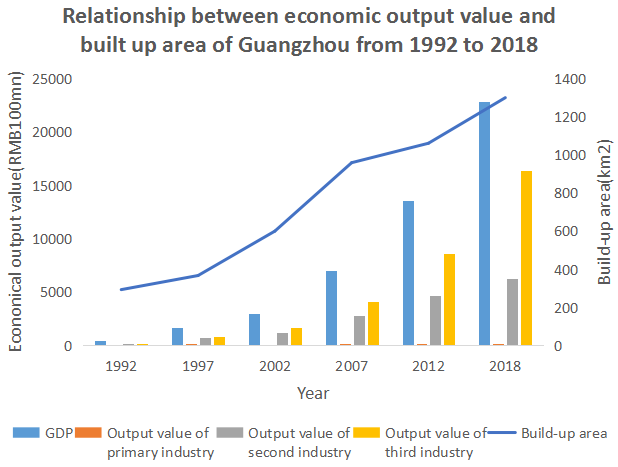 Relationship between economic output value and
built up area of Guangzhou from 1992 to 2018
25000
20000
15000
10000
5000
0
Econonical output value(RMB100mn)
1400
1200
1000
800
600
400
200
0
Build-up area(km2)
1992 1997 2002 2007 2012 2018
Year
GDP
Output value of
primary industry
Output value of
second industry
Output value of
third industry
Build-up area